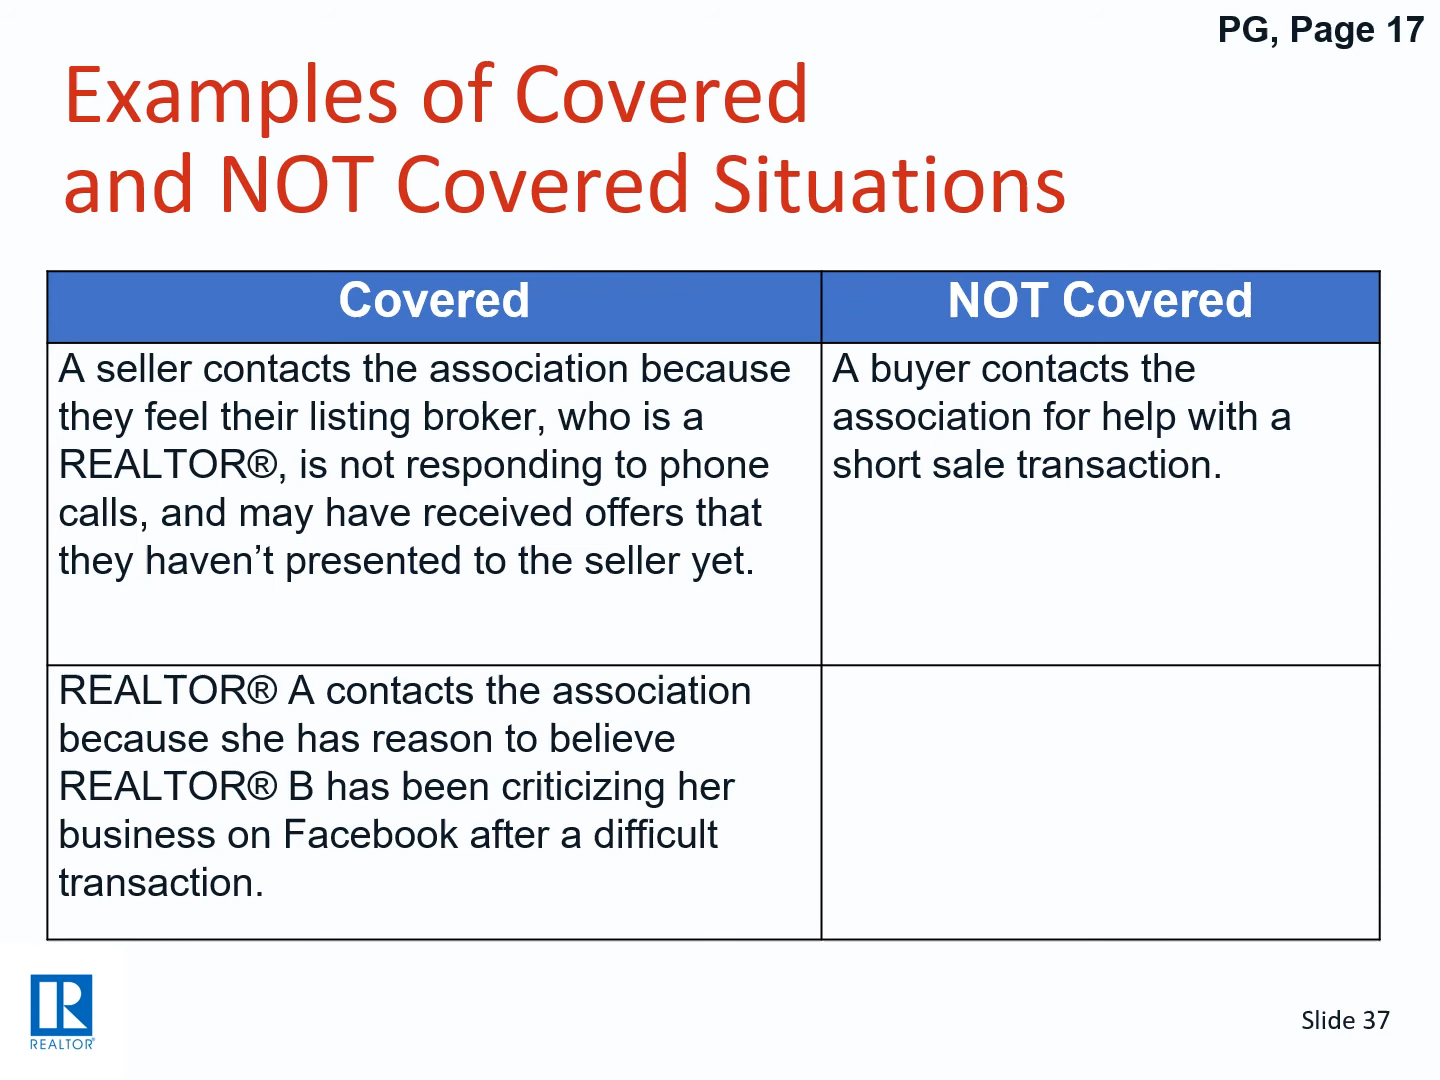 PG, Page 17
Examples of Covered
and NOT Covered Situations
Covered
NOT Covered
A seller contacts the association because
they feel their listing broker, who is a
REALTOR®, is not responding to phone
calls, and may have received offers that
they haven’t presented to the seller yet.
A buyer contacts the
association for help with a
short sale transaction.
REALTOR® A contacts the association
because she has reason to believe
REALTOR® B has been criticizing her
business on Facebook after a difficult
transaction.
R
REALTOR®
Slide 37